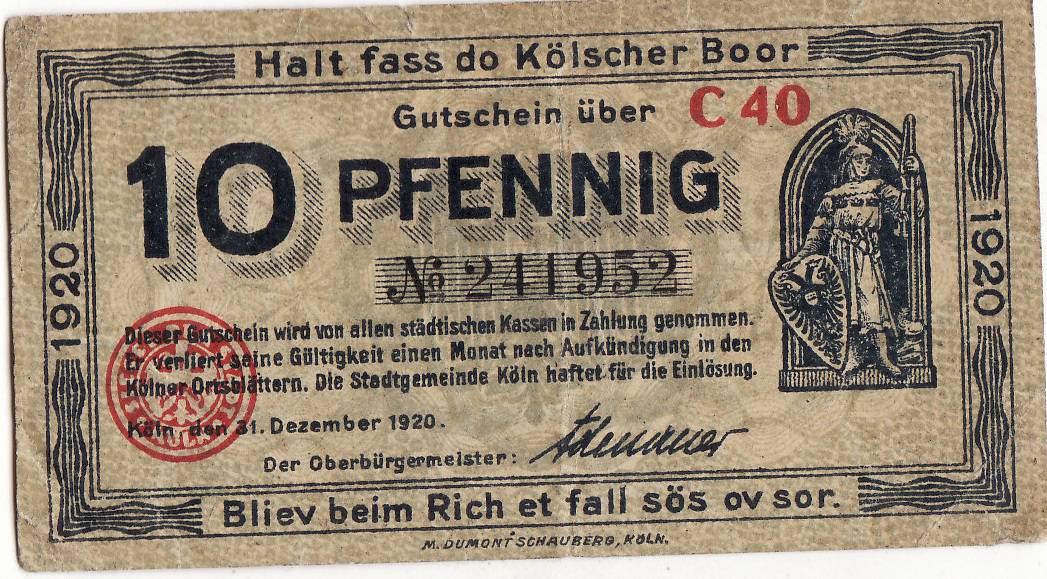 Halt fass do Kölscher Boor
Gutschein über C 40
10 PFENNIG
№ 241952
1920
1920
Dieser Gutschein wird von allen städtischen Kassen in Zahlung genommen.
Er verliert seine Gültigkeit einen Monat nach Aufkündigung in den
Kölner Ortsblättern. Die Stadtgemeinde Köln haftet für die Einlösung.
Köln den 31. Dezember 1920.
Der Oberbürgermeister: Adenauer
Bliev beim Rich et fall sös ov sor.
M. DUMONT SCHAUBERG, KÖLN.